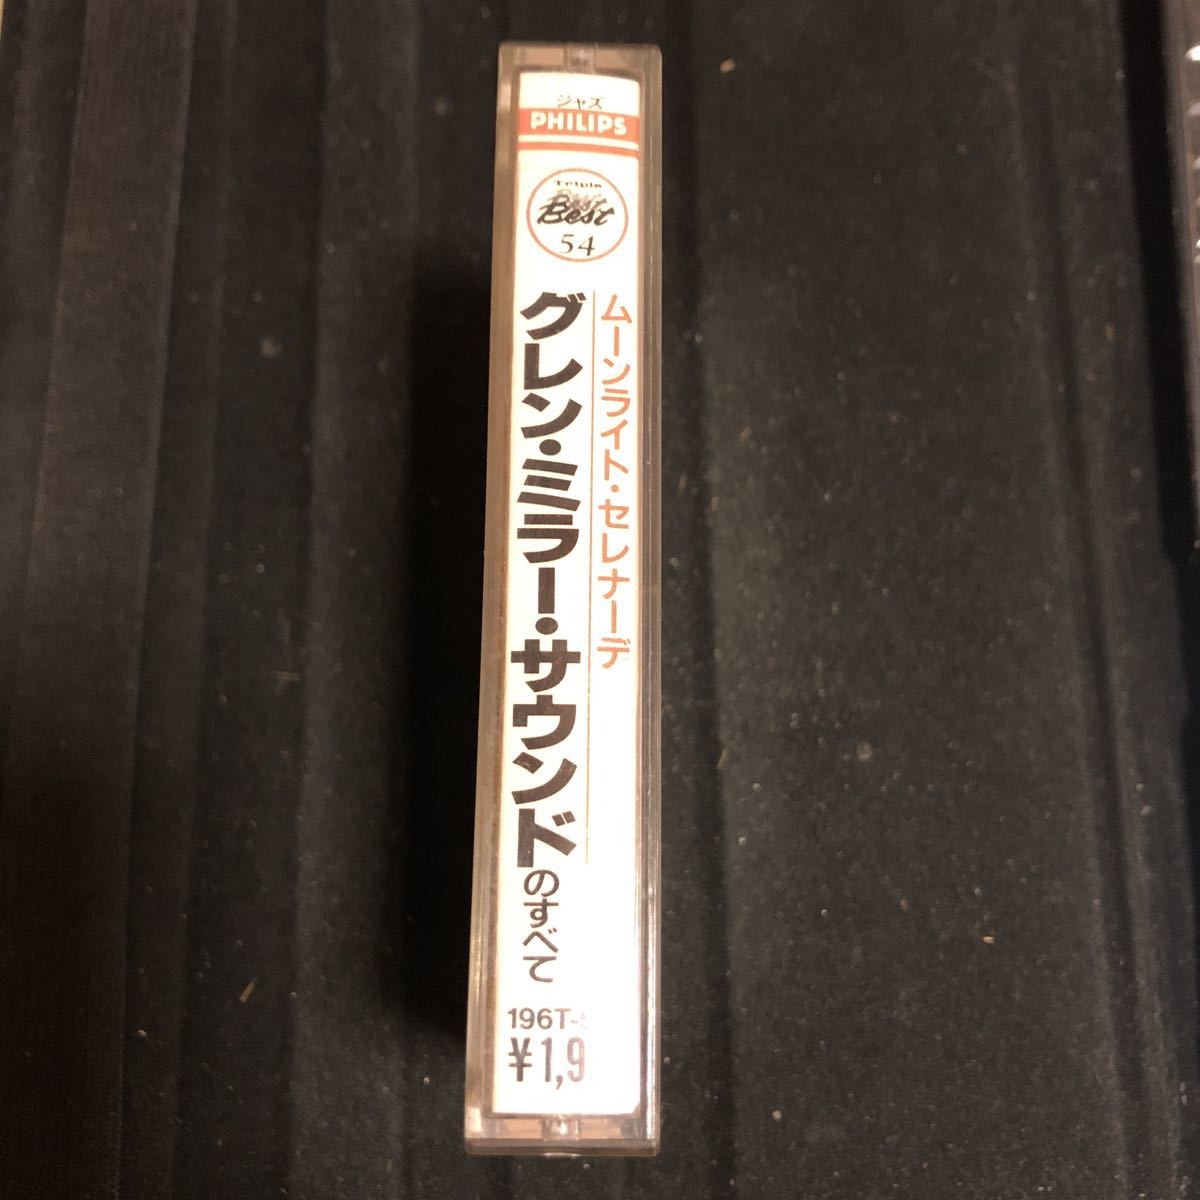 ジャズ
PHILIPS
Triple
Best
54
ムーンライト・セレナーデ
グレン・ミラー・サウンドのすべて
196T-
¥1,9